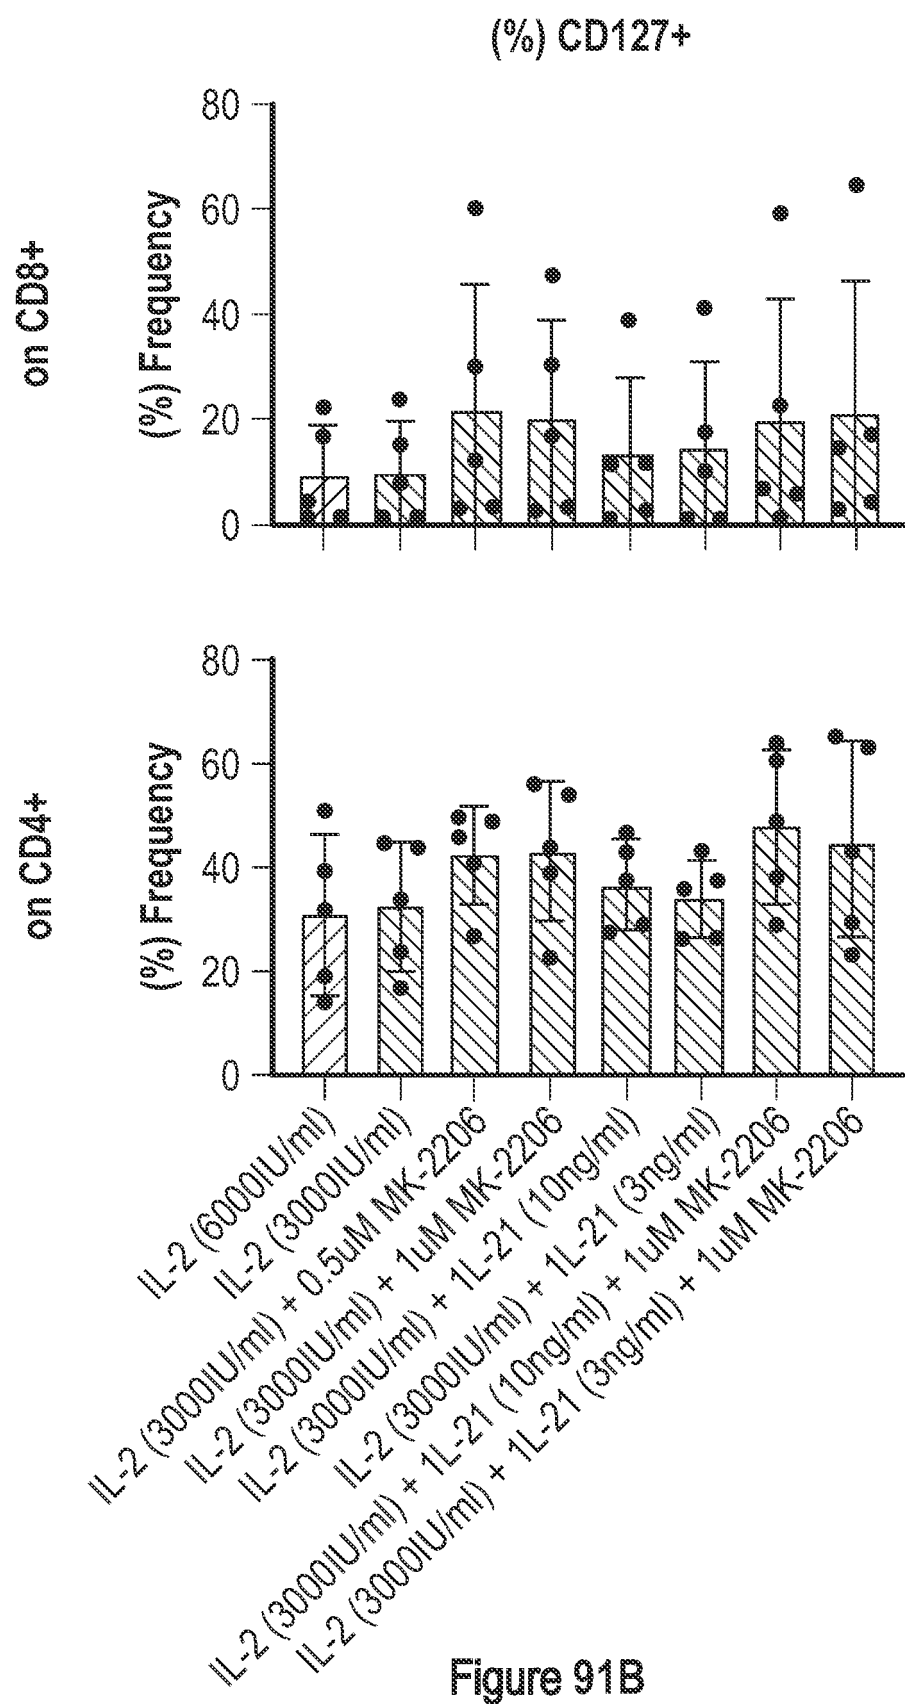 (%) CD127+
on CD8+
(%) Frequency
80
60
40
20
0
on CD4+
(%) Frequency
80
60
40
20
0
IL-2 (6000IU/ml)
IL-2 (3000IU/ml)
IL-2 (3000IU/ml) + 0.5uM MK-2206
IL-2 (3000IU/ml) + 1uM MK-2206
IL-2 (3000IU/ml) + 1L-21 (10ng/ml)
IL-2 (3000IU/ml) + 1L-21 (3ng/ml)
IL-2 (3000IU/ml) + 1L-21 (10ng/ml) + 1uM MK-2206
IL-2 (3000IU/ml) + 1L-21 (3ng/ml) + 1uM MK-2206
Figure 91B